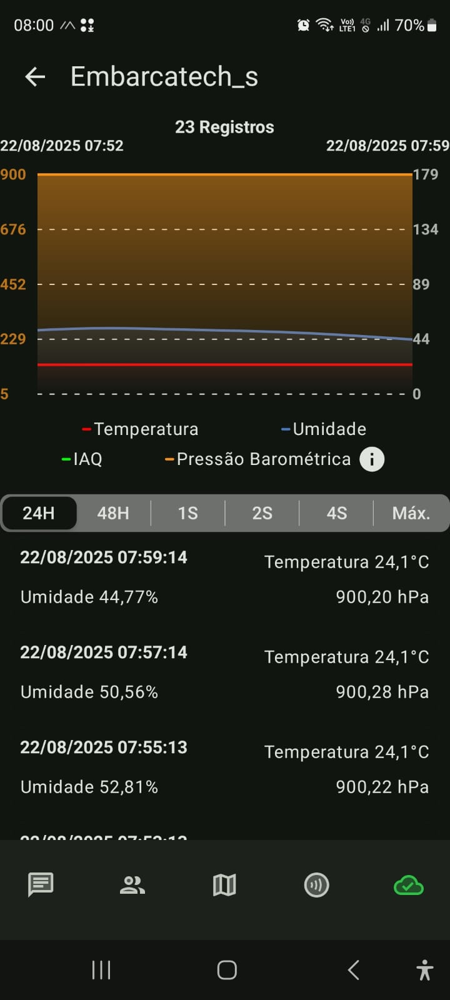 08:00 Vo)) LTE1 4G 70%
Embarcatech_s
23 Registros
22/08/2025 07:52 22/08/2025 07:59
900 179
676 134
452 89
229 44
5 0
Temperatura Umidade
IAQ Pressão Barométrica i
24H 48H 1S 2S 4S Máx.
22/08/2025 07:59:14 Temperatura 24,1°C
Umidade 44,77% 900,20 hPa
22/08/2025 07:57:14 Temperatura 24,1°C
Umidade 50,56% 900,28 hPa
22/08/2025 07:55:13 Temperatura 24,1°C
Umidade 52,81% 900,22 hPa